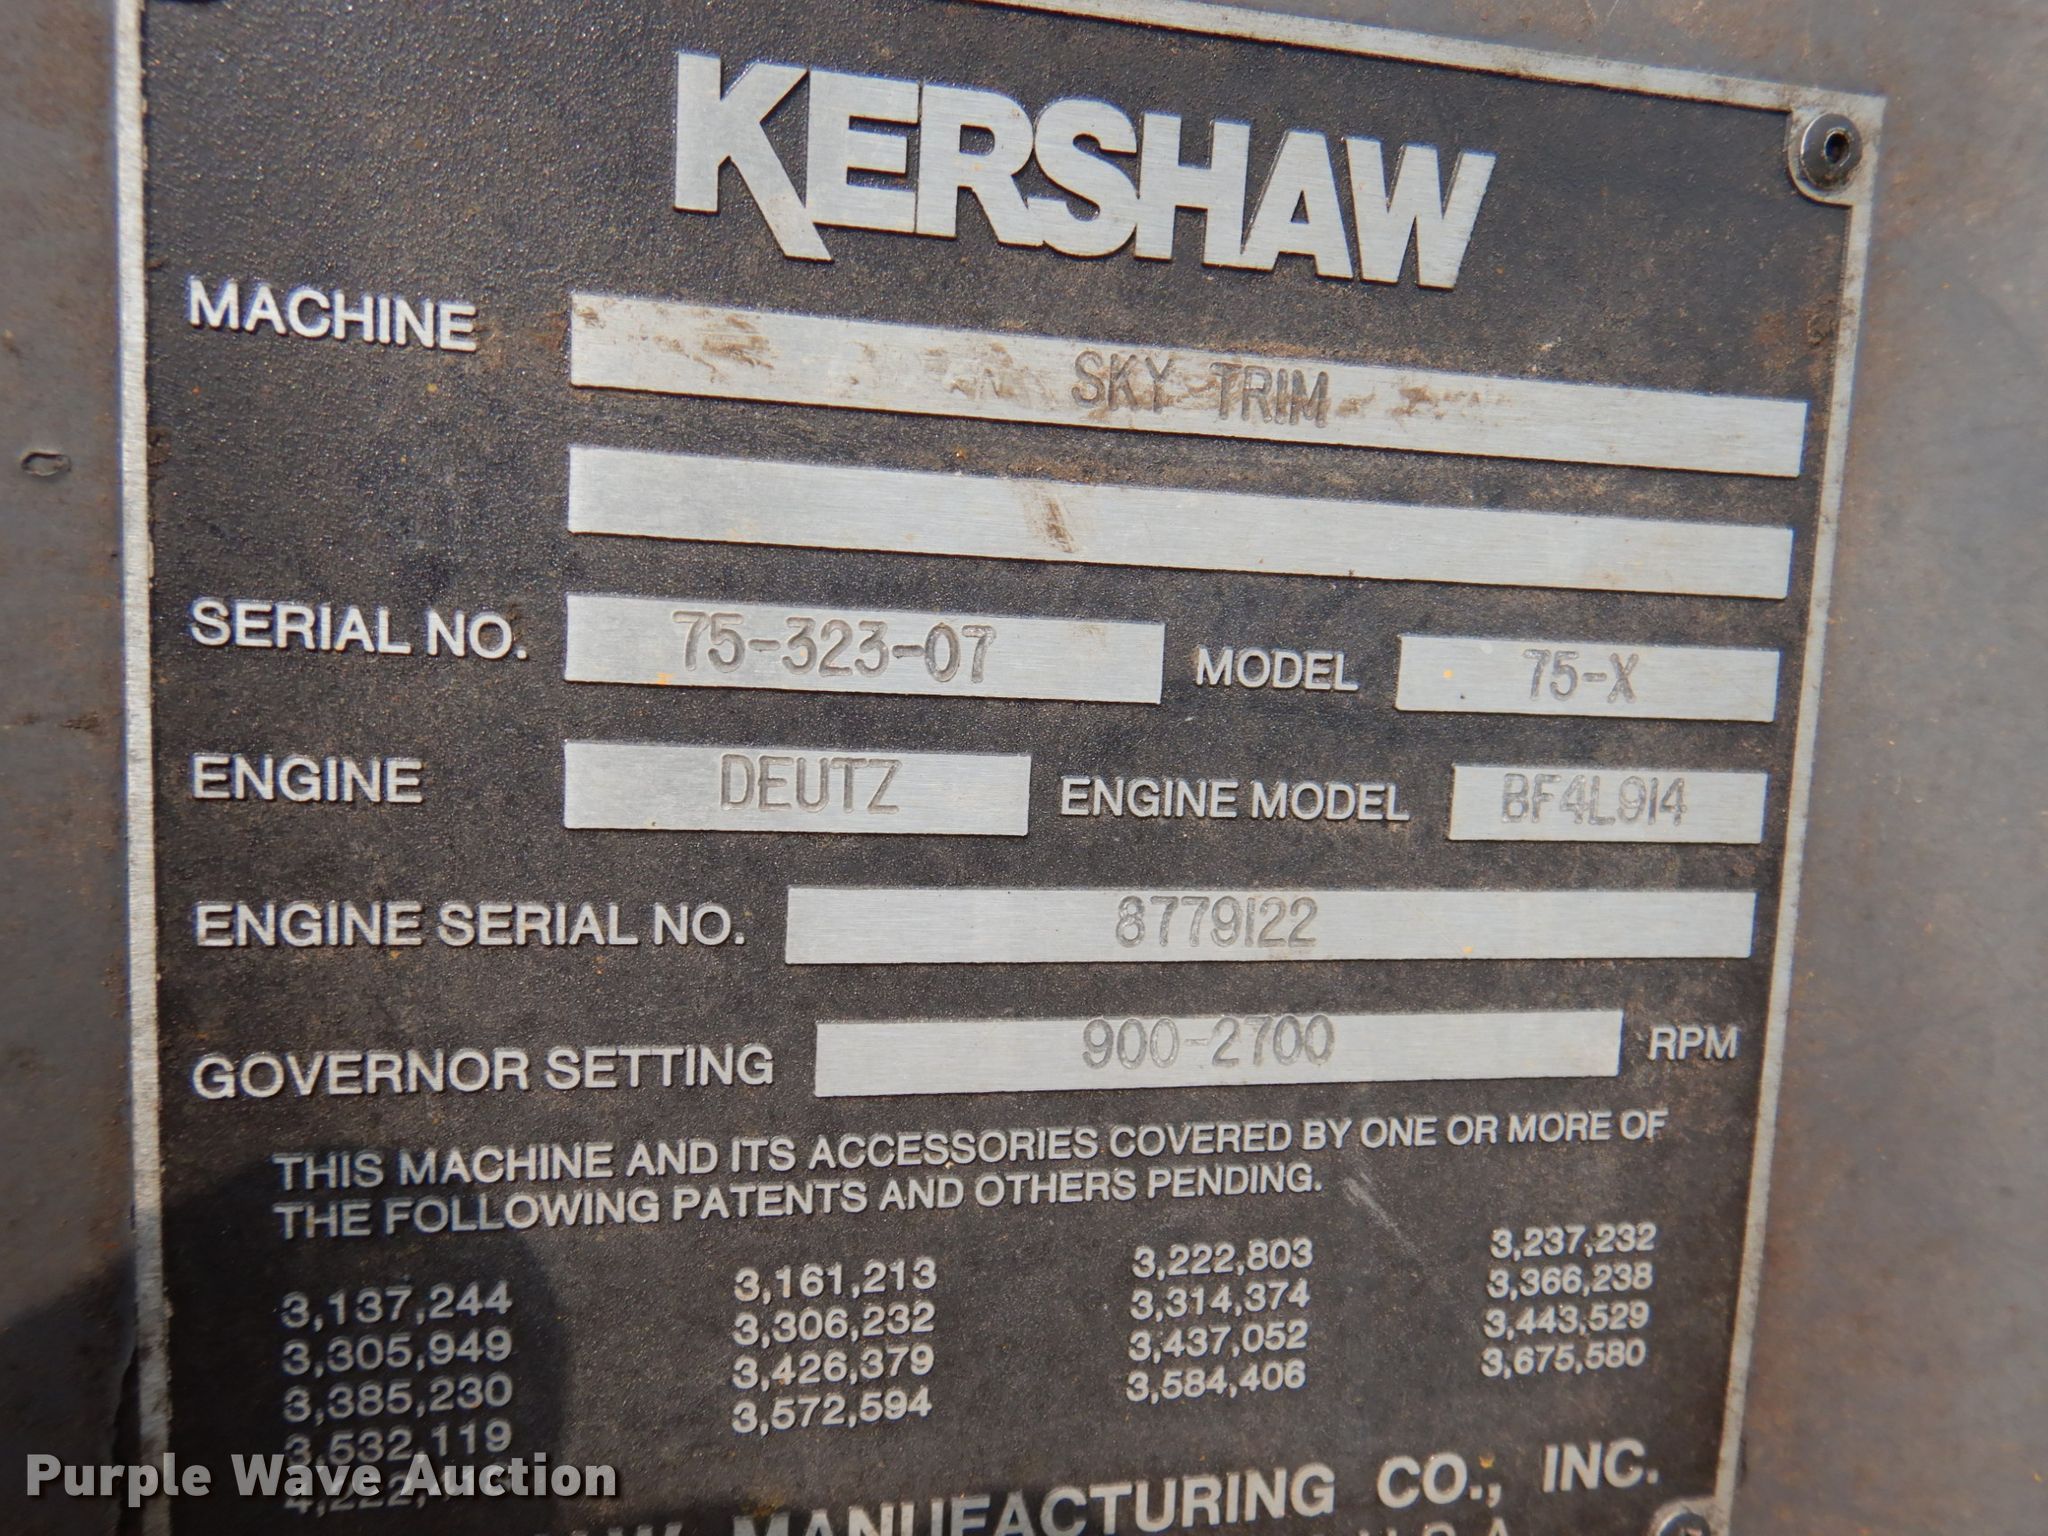 KERSHAW
MACHINE SKY TRIM
SERIAL NO. 75-323-07 MODEL 75-X
ENGINE DEUTZ ENGINE MODEL BF4L914
ENGINE SERIAL NO. 8779122
GOVERNOR SETTING 900-2700 RPM
THIS MACHINE AND ITS ACCESSORIES COVERED BY ONE OR MORE OF
THE FOLLOWING PATENTS AND OTHERS PENDING.
3,137,244 3,161,213 3,222,803 3,237,232
3,305,949 3,306,232 3,314,374 3,366,238
3,385,230 3,426,379 3,437,052 3,443,529
3,532,119 3,572,594 3,584,406 3,675,580
MANUFACTURING CO., INC.
Purple Wave Auction